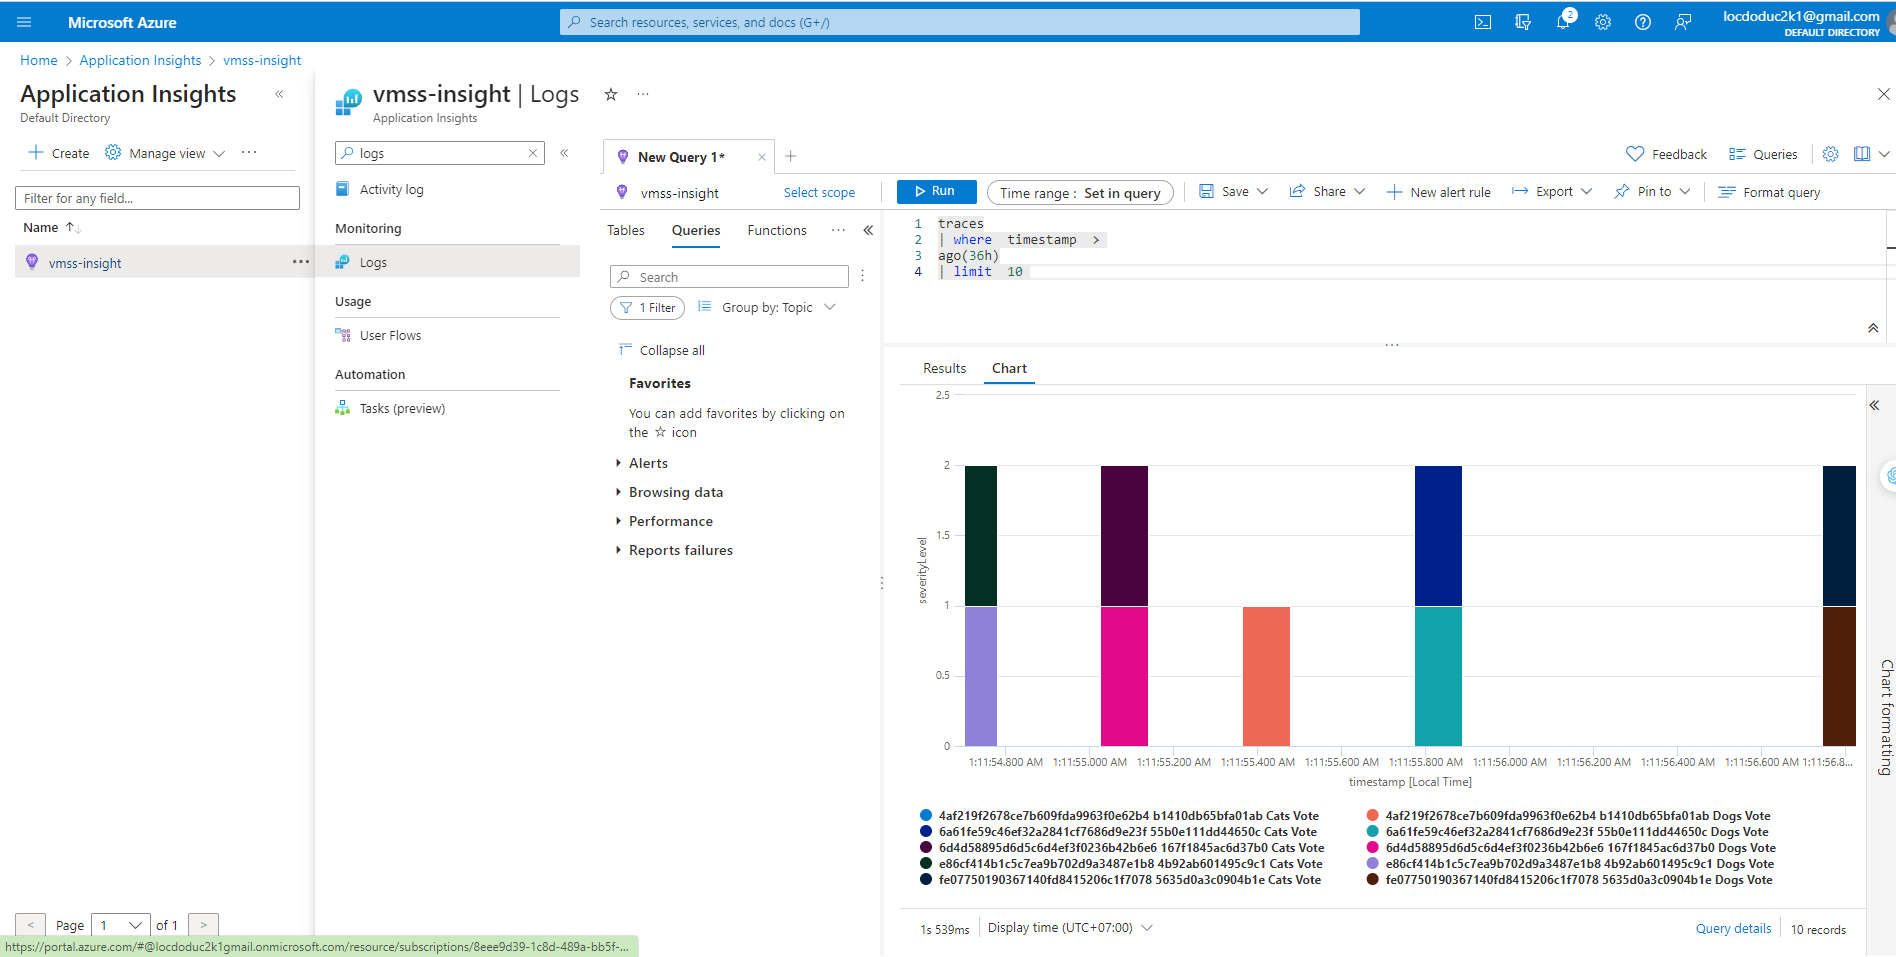 Microsoft Azure
Search resources, services, and docs (G+/)
2
locdoduc2k1@gmail.com
DEFAULT DIRECTORY
Home > Application Insights > vmss-insight
Application Insights
Default Directory
Create
Manage view
Filter for any field...
Name
vmss-insight
vmss-insight | Logs
Application Insights
logs
Activity log
Monitoring
Logs
Usage
User Flows
Automation
Tasks (preview)
New Query 1*
Feedback
Queries
vmss-insight
Select scope
Run
Time range : Set in query
Save
Share
New alert rule
Export
Pin to
Format query
Tables
Queries
Functions
Search
1 Filter
Group by: Topic
Collapse all
Favorites
You can add favorites by clicking on
the ☆ icon
Alerts
Browsing data
Performance
Reports failures
1 traces
2 | where timestamp >
3 ago(36h)
4 | limit 10
Results
Chart
2.5
2
1.5
1
0.5
0
severityLevel
1:11:54.800 AM 1:11:55.000 AM 1:11:55.200 AM 1:11:55.400 AM 1:11:55.600 AM 1:11:55.800 AM 1:11:56.000 AM 1:11:56.200 AM 1:11:56.400 AM 1:11:56.600 AM 1:11:56.8...
timestamp [Local Time]
4af219f2678ce7b609fda9963f0e62b4 b1410db65bfa01ab Cats Vote
4af219f2678ce7b609fda9963f0e62b4 b1410db65bfa01ab Dogs Vote
6a61fe59c46ef32a2841cf7686d9e23f 55b0e111dd44650c Cats Vote
6a61fe59c46ef32a2841cf7686d9e23f 55b0e111dd44650c Dogs Vote
6d4d58895d6d5c6d4ef3f0236b42b6e6 167f1845ac6d37b0 Cats Vote
6d4d58895d6d5c6d4ef3f0236b42b6e6 167f1845ac6d37b0 Dogs Vote
e86cf414b1c5c7ea9b702d9a3487e1b8 4b92ab601495c9c1 Cats Vote
e86cf414b1c5c7ea9b702d9a3487e1b8 4b92ab601495c9c1 Dogs Vote
fe07750190367140fd8415206c1f7078 5635d0a3c0904b1e Cats Vote
fe07750190367140fd8415206c1f7078 5635d0a3c0904b1e Dogs Vote
Chart formatting
1s 539ms
Display time (UTC+07:00)
Query details
10 records
< Page 1 of 1 >
https://portal.azure.com/#@locdoduc2k1gmail.onmicrosoft.com/resource/subscriptions/8eee9d39-1c8d-489a-bb5f-...